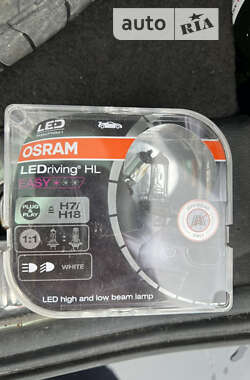 auto RIA
LED
OSRAM
LEDriving® HL
EASY
PLUG & PLAY
≙ H7/
H18
1:1
WHITE
LED high and low beam lamp